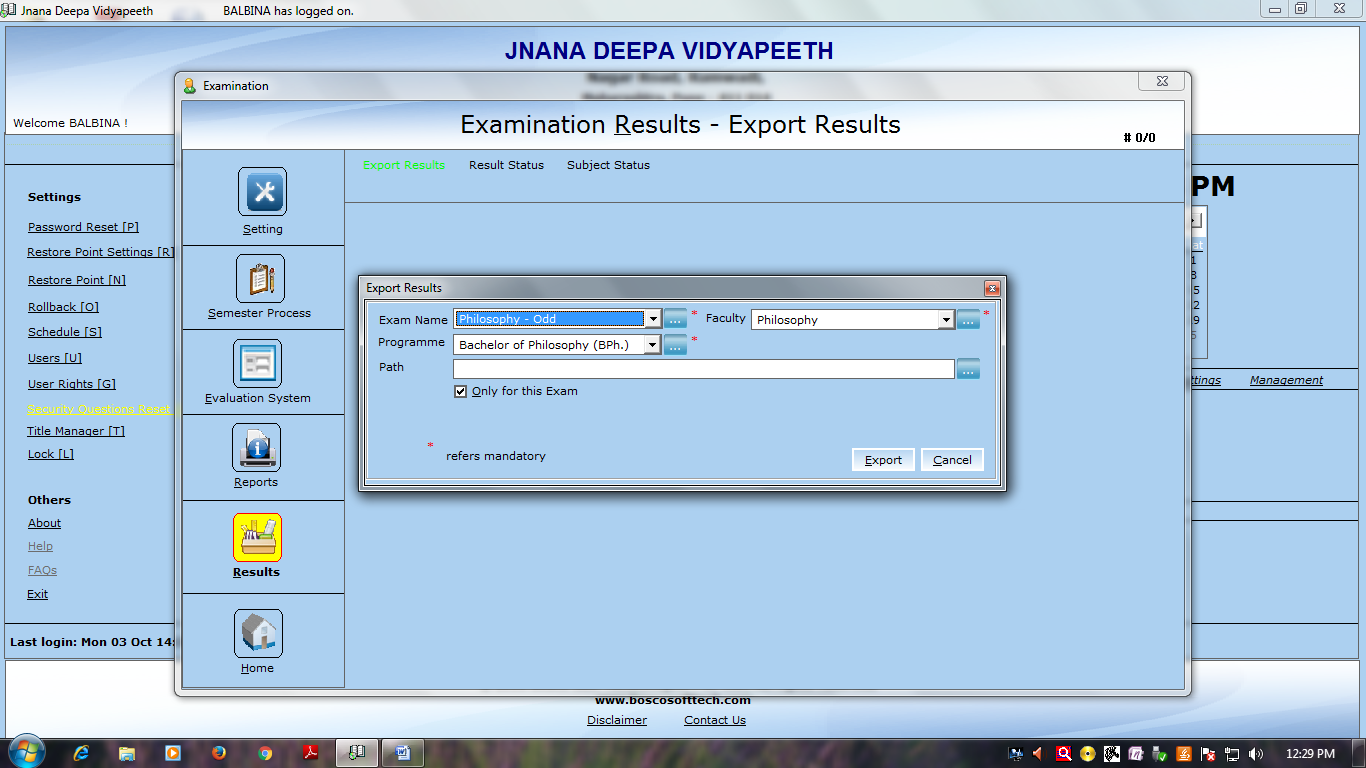 Jnana Deepa Vidyapeeth BALBINA has logged on.
JNANA DEEPA VIDYAPEETH
Welcome BALBINA !
Examination
Examination Results - Export Results
# 0/0
Export Results Result Status Subject Status
PM
Settings
Password Reset [P]
Restore Point Settings [R]
Restore Point [N]
Rollback [O]
Schedule [S]
Users [U]
User Rights [G]
Security Questions Reset
Title Manager [T]
Lock [L]
Others
About
Help
FAQs
Exit
Last login: Mon 03 Oct 14:
Setting
Semester Process
Evaluation System
Reports
Results
Home
Export Results
Exam Name Philosophy - Odd ... * Faculty Philosophy ... *
Programme Bachelor of Philosophy (BPh.) ... *
Path ...
Only for this Exam
* refers mandatory
Export Cancel
ttings Management
www.boscosofttech.com
Disclaimer Contact Us
12:29 PM